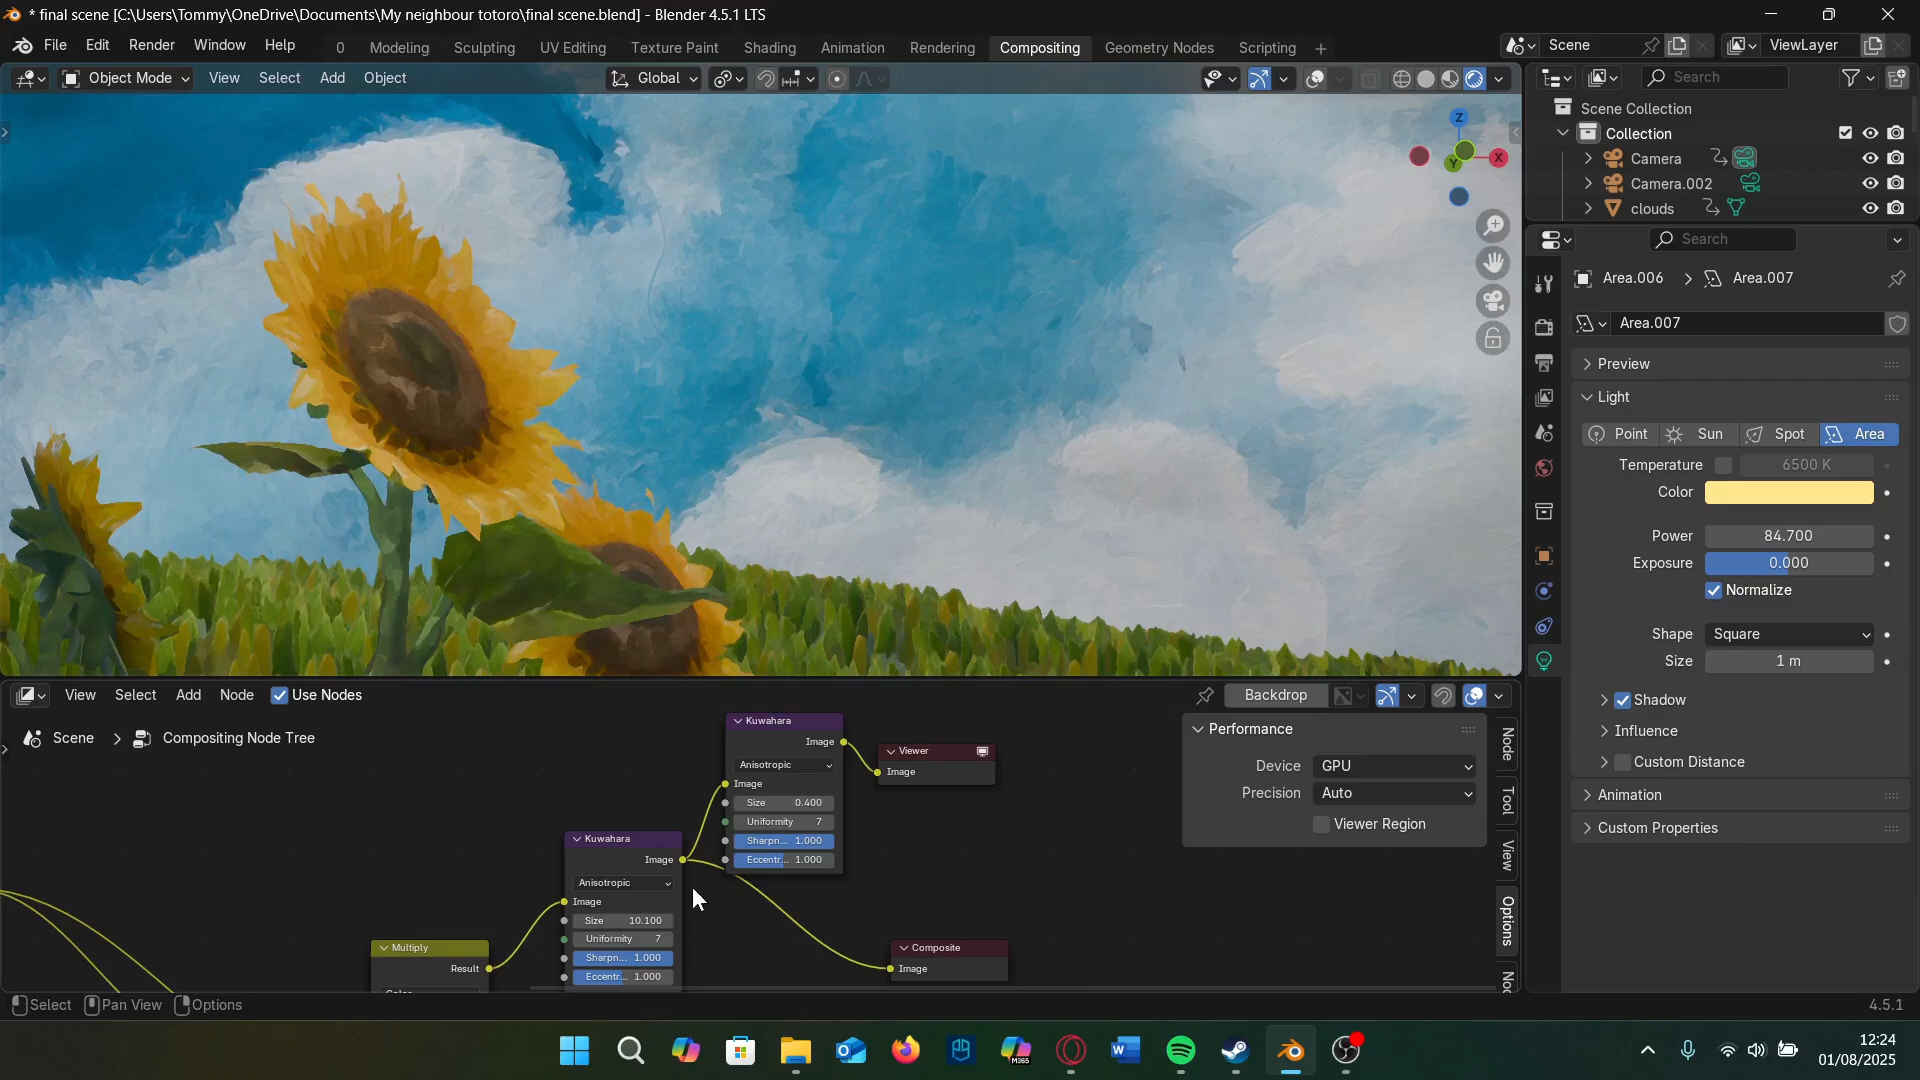 * final scene [C:\Users\Tommy\OneDrive\Documents\My neighbour totoro\final scene.blend] - Blender 4.5.1 LTS
File Edit Render Window Help 0 Modeling Sculpting UV Editing Texture Paint Shading Animation Rendering Compositing Geometry Nodes Scripting + Scene ViewLayer
Object Mode View Select Add Object Global Search
Z
X
Y
Scene Collection
Collection
Camera
Camera.002
clouds
Search
Area.006 > Area.007
Area.007
Preview
Light
Point Sun Spot Area
Temperature 6500 K
Color
Power 84.700
Exposure 0.000
Normalize
Shape Square
Size 1 m
Shadow
Influence
Custom Distance
Animation
Custom Properties
View Select Add Node Use Nodes Backdrop
Scene > Compositing Node Tree
Kuwahara
Image
Anisotropic
Image
Size 0.400
Uniformity 7
Sharpn... 1.000
Eccentr... 1.000
Viewer
Image
Kuwahara
Image
Anisotropic
Image
Size 10.100
Uniformity 7
Sharpn... 1.000
Eccentr... 1.000
Multiply
Result
Composite
Image
Performance
Device GPU
Precision Auto
Viewer Region
Node
Tool
View
Options
Select Pan View Options 4.5.1
12:24
01/08/2025